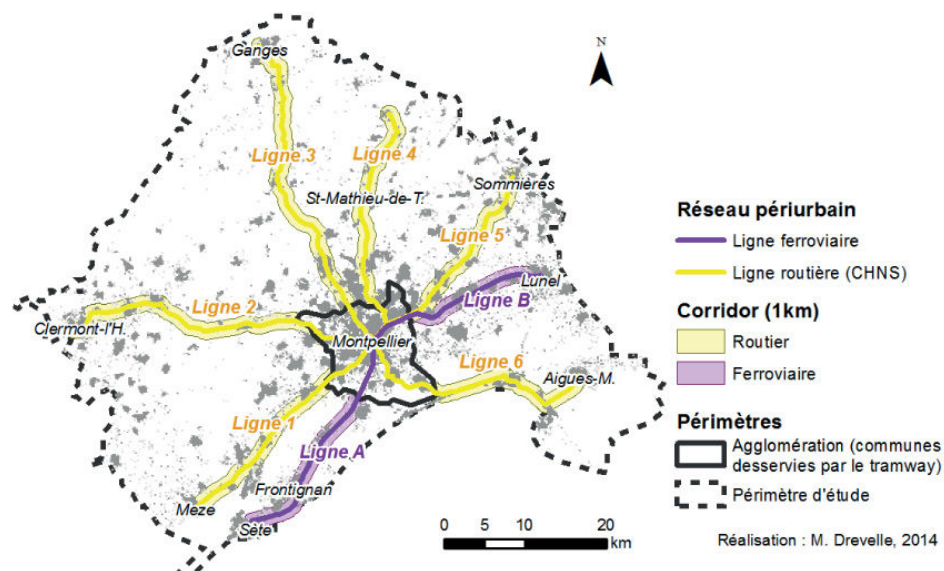 N
Ganges
Ligne 3
Ligne 4
St-Mathieu-de-T.
Sommières
Ligne 5
Lunel
Ligne B
Ligne 2
Clermont-l'H.
Montpellier
Ligne 6
Aigues-M.
Ligne 1
Ligne A
Frontignan
Meze
Sète
Réseau périurbain
Ligne ferroviaire
Ligne routière (CHNS)
Corridor (1km)
Routier
Ferroviaire
Périmètres
Agglomération (communes
desservies par le tramway)
Périmètre d'étude
0 5 10 20
km
Réalisation : M. Drevelle, 2014